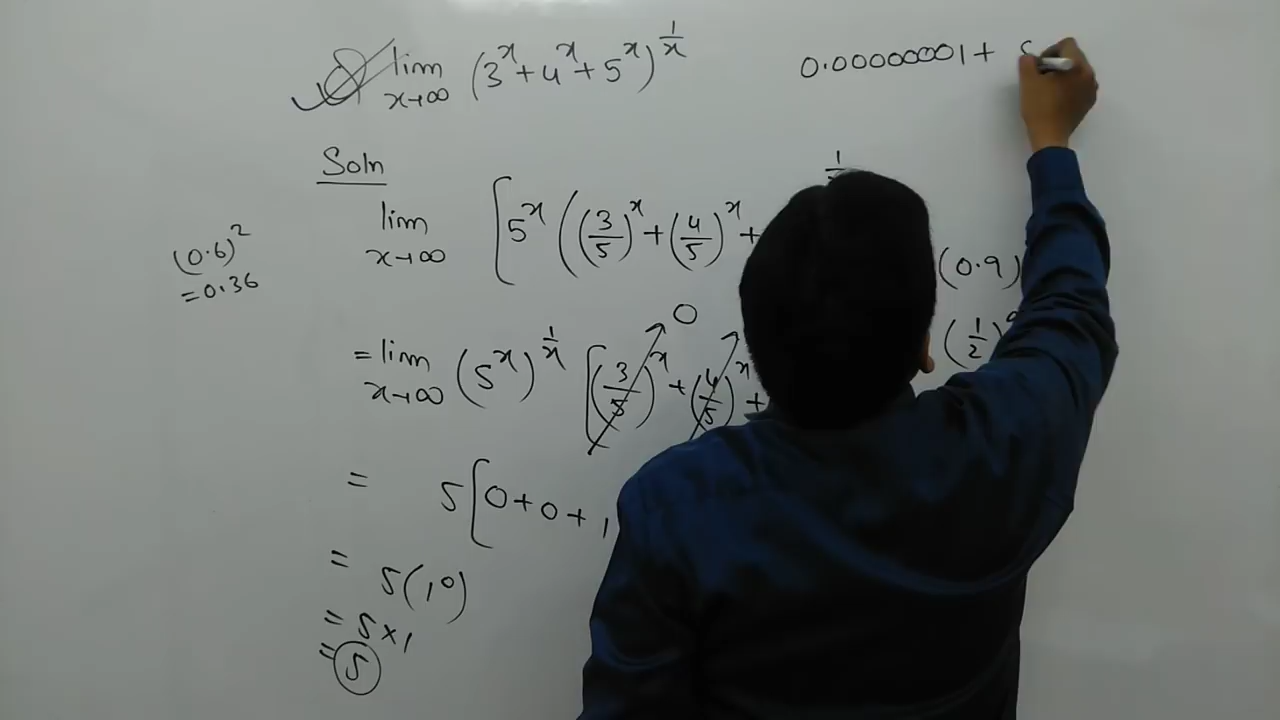 lim x→∞ (3^x + 4^x + 5^x)^(1/x)
0.00000001 +
Soln
lim x→∞ [5^x ((3/5)^x + (4/5)^x +
(0.6)^2
= 0.36
(0.9)
(1/2)
= lim x→∞ (5^x)^(1/x) [(3/5)^x + (4/5)^x +
0
= 5[0 + 0 + 1
= 5(1^0)
= 5 × 1
= 5